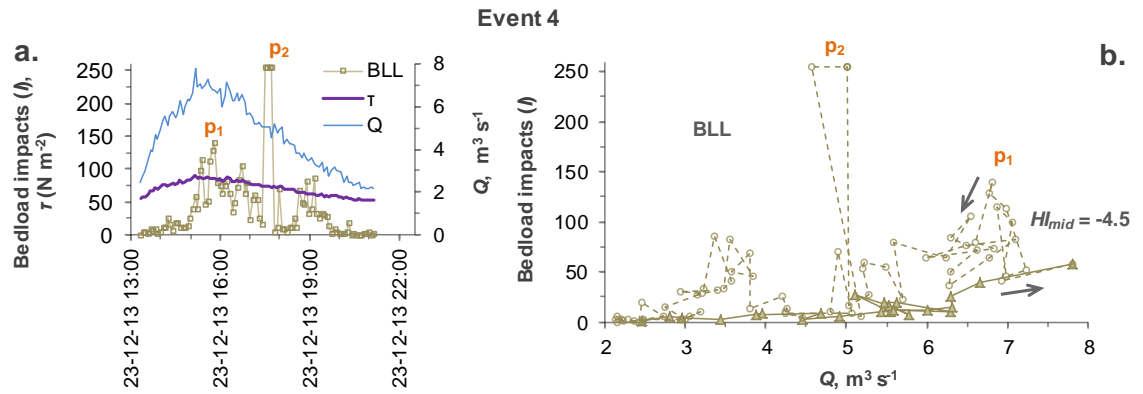 Event 4
a.
Bedload impacts (I),
τ (N m⁻²)
250
200
150
100
50
0
p₁
p₂
BLL
τ
Q
8
6
4
2
0
Q, m³ s⁻¹
23-12-13 13:00
23-12-13 16:00
23-12-13 19:00
23-12-13 22:00
b.
Bedload impacts (I)
250
200
150
100
50
0
p₂
BLL
p₁
HImid = -4.5
2
3
4
5
6
7
8
Q, m³ s⁻¹